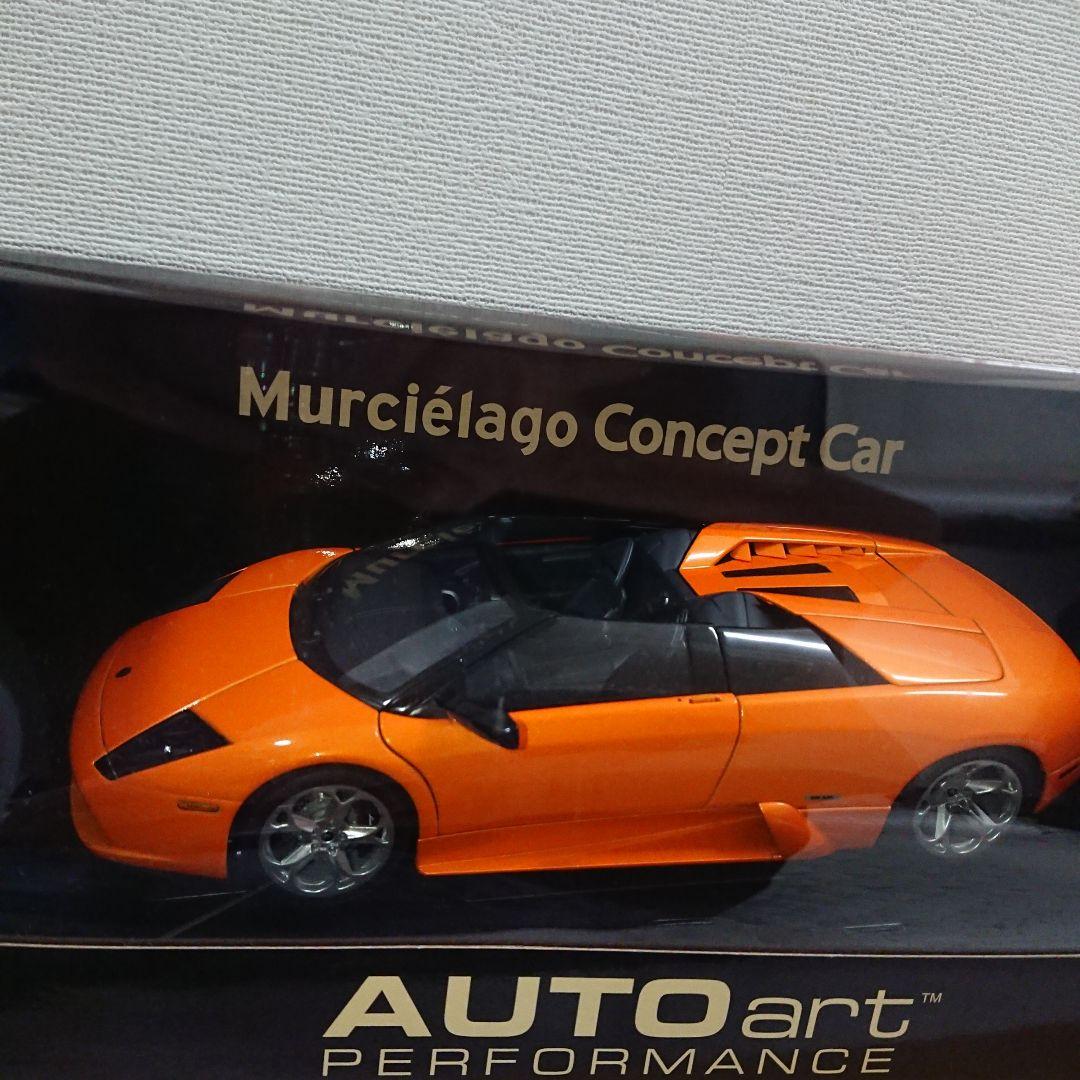 Murciélago Concept Car
AUTOart™
PERFORMANCE